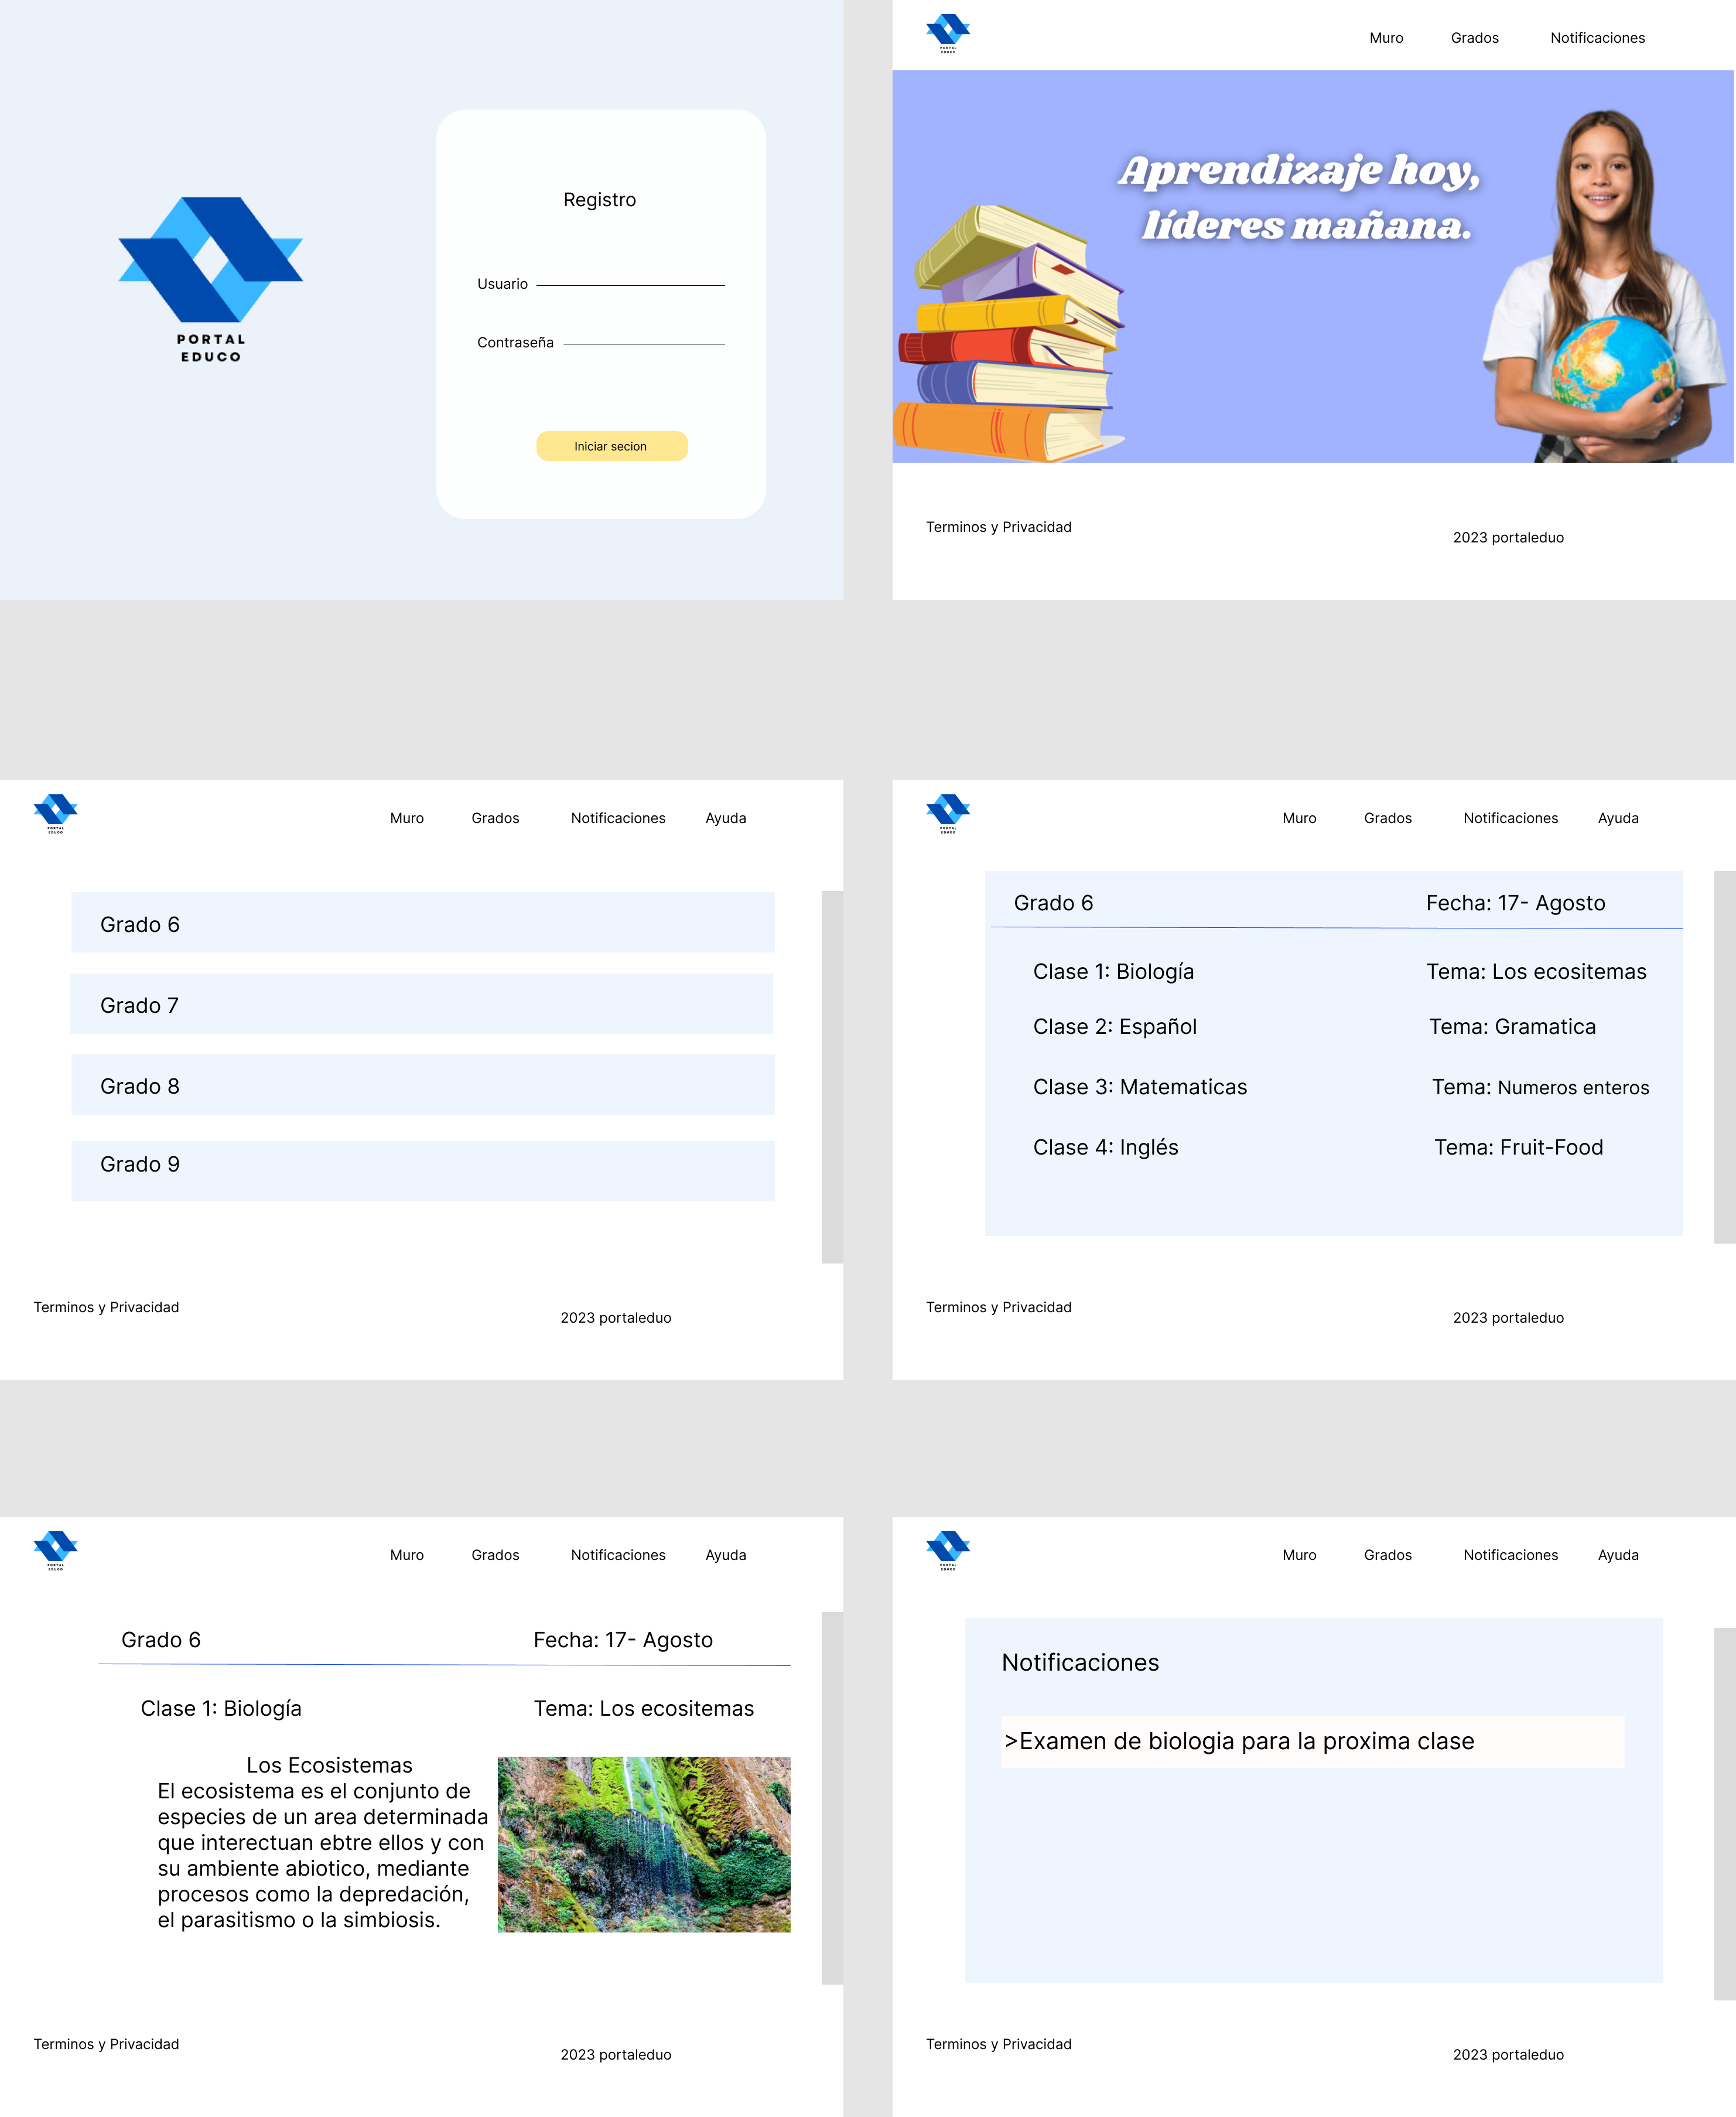 PORTAL
EDUCO
Registro
Usuario
Contraseña
Iniciar secion
PORTAL
EDUCO
Muro Grados Notificaciones
Aprendizaje hoy,
líderes mañana.
Terminos y Privacidad
2023 portaleduo
PORTAL
EDUCO
Muro Grados Notificaciones Ayuda
Grado 6
Grado 7
Grado 8
Grado 9
Terminos y Privacidad
2023 portaleduo
PORTAL
EDUCO
Muro Grados Notificaciones Ayuda
Grado 6 Fecha: 17- Agosto
Clase 1: Biología Tema: Los ecositemas
Clase 2: Español Tema: Gramatica
Clase 3: Matematicas Tema: Numeros enteros
Clase 4: Inglés Tema: Fruit-Food
Terminos y Privacidad
2023 portaleduo
PORTAL
EDUCO
Muro Grados Notificaciones Ayuda
Grado 6 Fecha: 17- Agosto
Clase 1: Biología Tema: Los ecositemas
Los Ecosistemas
El ecosistema es el conjunto de
especies de un area determinada
que interectuan ebtre ellos y con
su ambiente abiotico, mediante
procesos como la depredación,
el parasitismo o la simbiosis.
Terminos y Privacidad
2023 portaleduo
PORTAL
EDUCO
Muro Grados Notificaciones Ayuda
Notificaciones
>Examen de biologia para la proxima clase
Terminos y Privacidad
2023 portaleduo